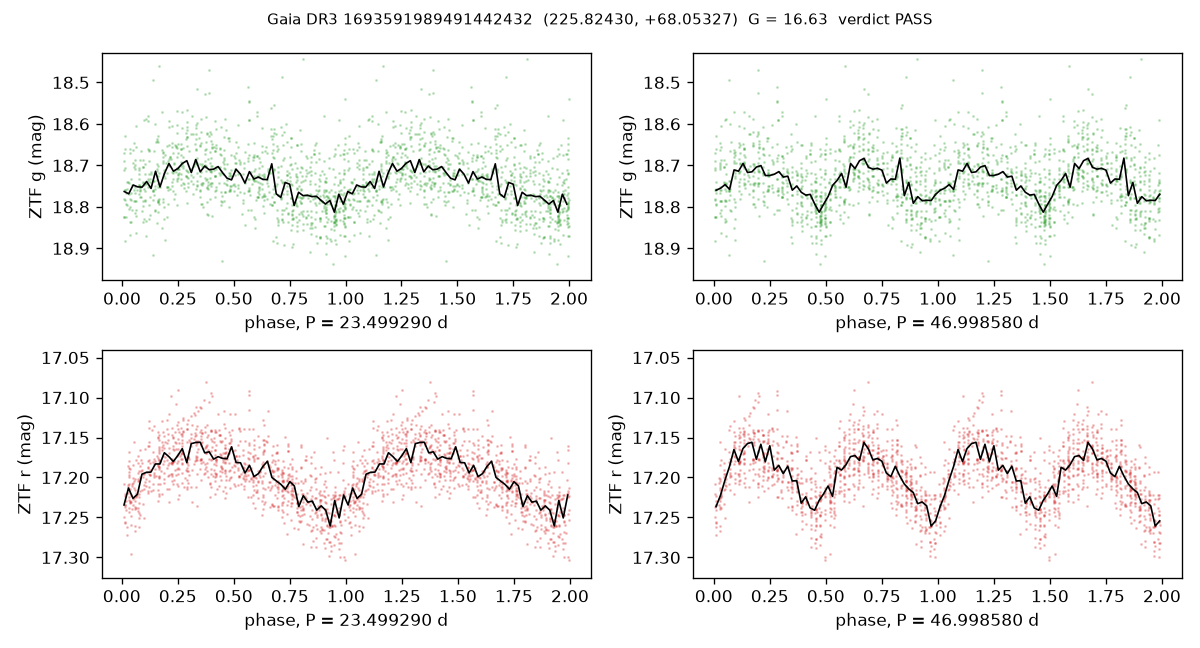 Gaia DR3 1693591989491442432 (225.82430, +68.05327) G = 16.63 verdict PASS
ZTF g (mag)
18.5
18.6
18.7
18.8
18.9
0.00 0.25 0.50 0.75 1.00 1.25 1.50 1.75 2.00
phase, P = 23.499290 d
ZTF g (mag)
18.5
18.6
18.7
18.8
18.9
0.00 0.25 0.50 0.75 1.00 1.25 1.50 1.75 2.00
phase, P = 46.998580 d
ZTF r (mag)
17.05
17.10
17.15
17.20
17.25
17.30
0.00 0.25 0.50 0.75 1.00 1.25 1.50 1.75 2.00
phase, P = 23.499290 d
ZTF r (mag)
17.05
17.10
17.15
17.20
17.25
17.30
0.00 0.25 0.50 0.75 1.00 1.25 1.50 1.75 2.00
phase, P = 46.998580 d